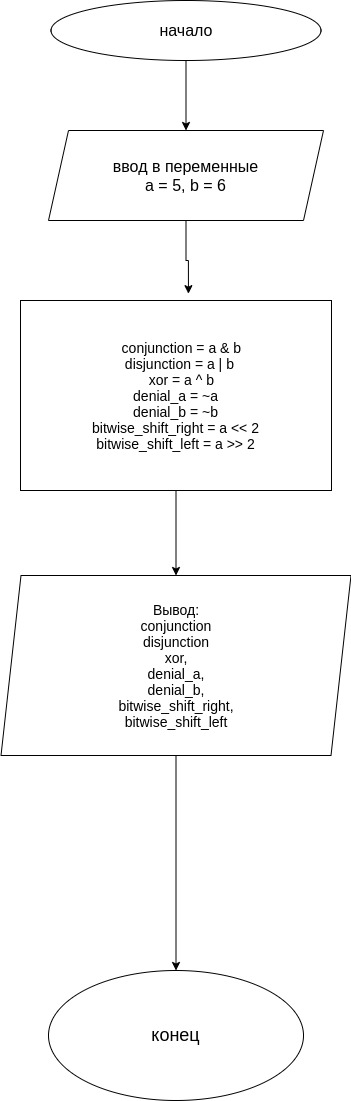 начало
ввод в переменные
a = 5, b = 6
conjunction = a & b
disjunction = a | b
xor = a ^ b
denial_a = ~a
denial_b = ~b
bitwise_shift_right = a << 2
bitwise_shift_left = a >> 2
Вывод:
conjunction
disjunction
xor,
denial_a,
denial_b,
bitwise_shift_right,
bitwise_shift_left
конец